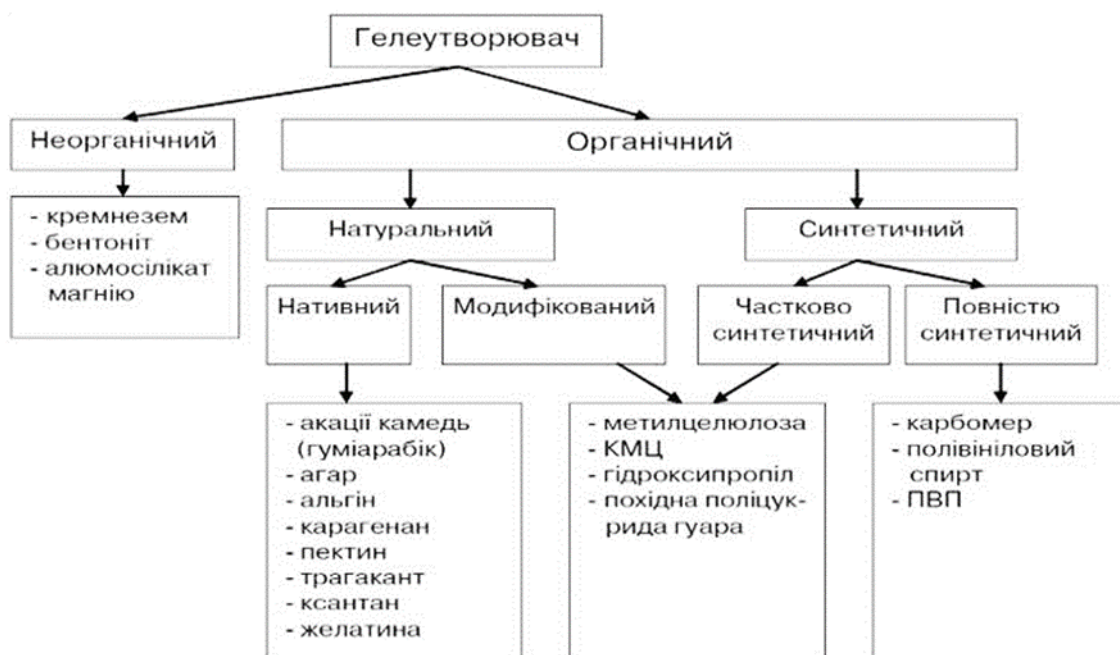 Гелеутворювач
Неорганічний
Органічний
- кремнезем
- бентоніт
- алюмосілікат
магнію
Натуральний
Синтетичний
Нативний
Модифікований
Частково
синтетичний
Повністю
синтетичний
- акації камедь
(гуміарабік)
- агар
- альгін
- карагенан
- пектин
- трагакант
- ксантан
- желатина
- метилцелюлоза
- КМЦ
- гідроксипропіл
- похідна поліцук-
рида гуара
- карбомер
- полівініловий
спирт
- ПВП